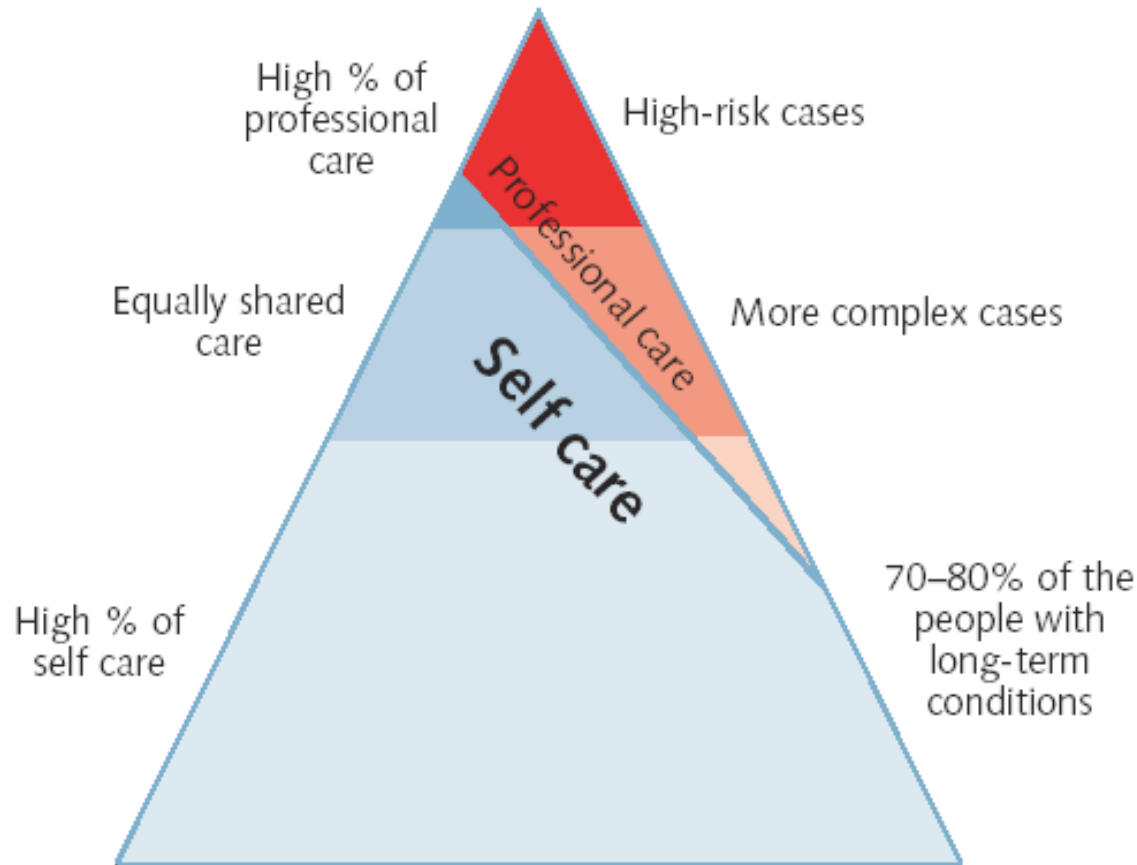 High % of
professional
care
High-risk cases
Professional care
Equally shared
care
More complex cases
Self care
High % of
self care
70–80% of the
people with
long-term
conditions